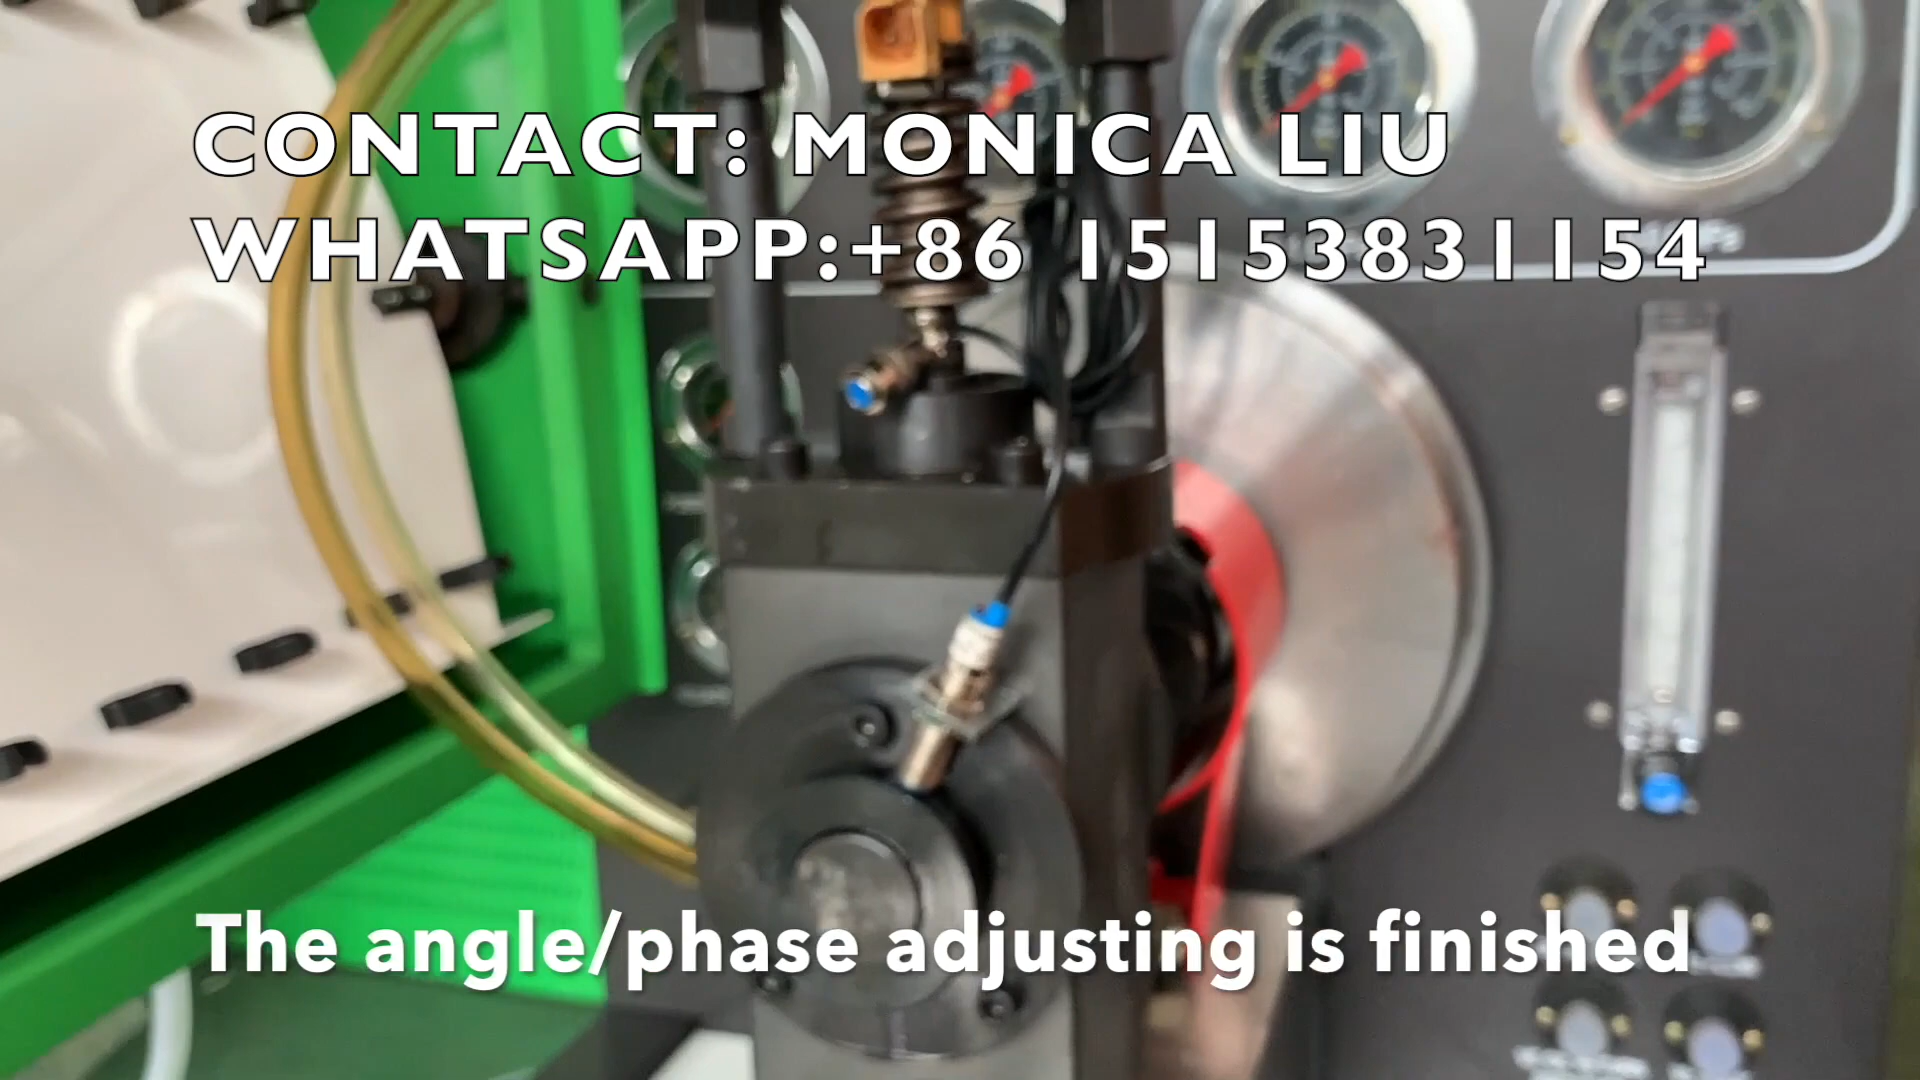 CONTACT: MONICA LIU
WHATSAPP:+86 15153831154
The angle/phase adjusting is finished